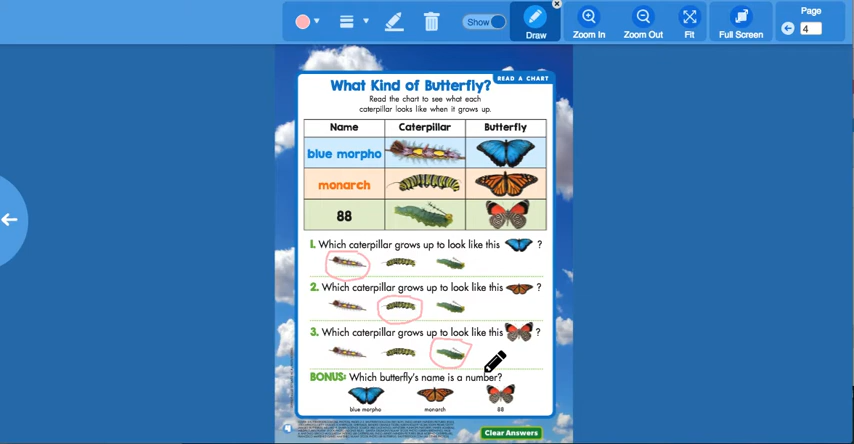 Page
Show
Draw
Zoom In
Zoom Out
Fit
Full Screen
4
READ A CHART
What Kind of Butterfly?
Read the chart to see what each
caterpillar looks like when it grows up.
Name Caterpillar Butterfly
blue morpho
monarch
88
1. Which caterpillar grows up to look like this ?
2. Which caterpillar grows up to look like this ?
3. Which caterpillar grows up to look like this ?
BONUS: Which butterfly's name is a number?
blue morpho monarch 88
Clear Answers